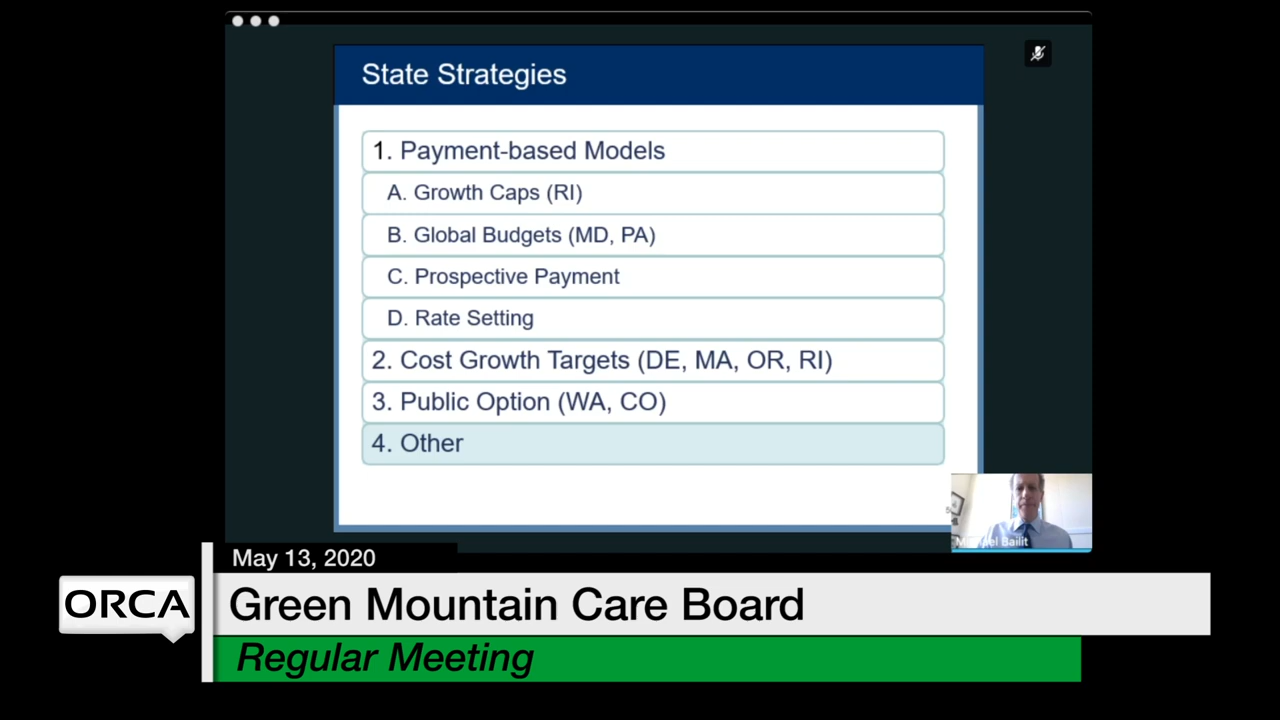 State Strategies
1. Payment-based Models
A. Growth Caps (RI)
B. Global Budgets (MD, PA)
C. Prospective Payment
D. Rate Setting
2. Cost Growth Targets (DE, MA, OR, RI)
3. Public Option (WA, CO)
4. Other
Bailit
May 13, 2020
ORCA
Green Mountain Care Board
Regular Meeting